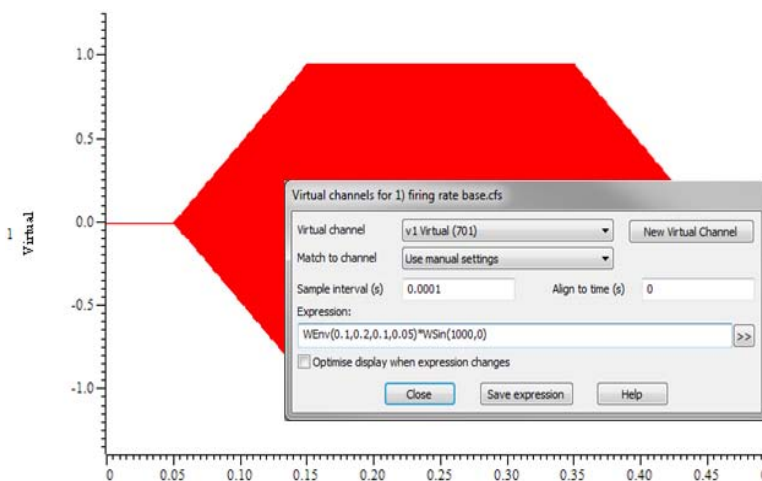 1.0
0.5
0.0
-0.5
-1.0
1
Virtual
0 0.05 0.10 0.15 0.20 0.25 0.30 0.35 0.40 0.45
Virtual channels for 1) firing rate base.cfs
Virtual channel v1 Virtual (701) New Virtual Channel
Match to channel Use manual settings
Sample interval (s) 0.0001 Align to time (s) 0
Expression:
WEnv(0.1,0.2,0.1,0.05)*WSin(1000,0) >>
Optimise display when expression changes
Close Save expression Help